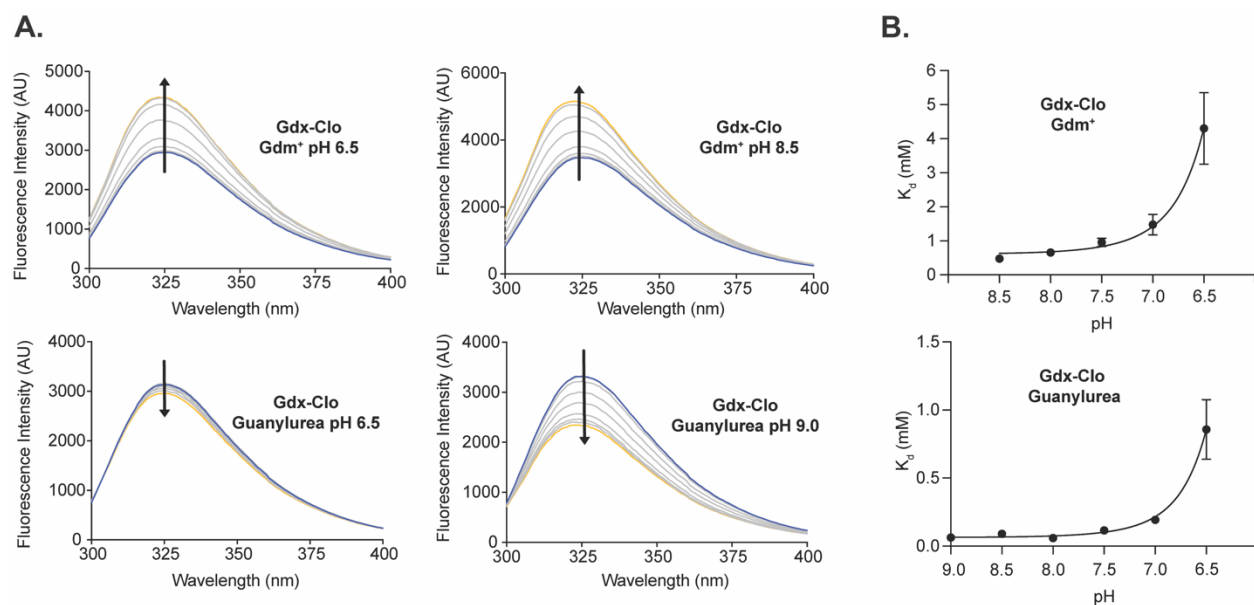 A.
B.
Fluorescence Intensity (AU)
5000
4000
3000
2000
1000
0
300
325
350
375
400
Wavelength (nm)
Gdx-Clo
Gdm⁺ pH 6.5
Fluorescence Intensity (AU)
6000
4000
2000
0
300
325
350
375
400
Wavelength (nm)
Gdx-Clo
Gdm⁺ pH 8.5
K_d (mM)
6
5
4
3
2
1
0
8.5
8.0
7.5
7.0
6.5
pH
Gdx-Clo
Gdm⁺
Fluorescence Intensity (AU)
4000
3000
2000
1000
0
300
325
350
375
400
Wavelength (nm)
Gdx-Clo
Guanylurea pH 6.5
Fluorescence Intensity (AU)
4000
3000
2000
1000
0
300
325
350
375
400
Wavelength (nm)
Gdx-Clo
Guanylurea pH 9.0
K_d (mM)
1.5
1.0
0.5
0.0
9.0
8.5
8.0
7.5
7.0
6.5
pH
Gdx-Clo
Guanylurea